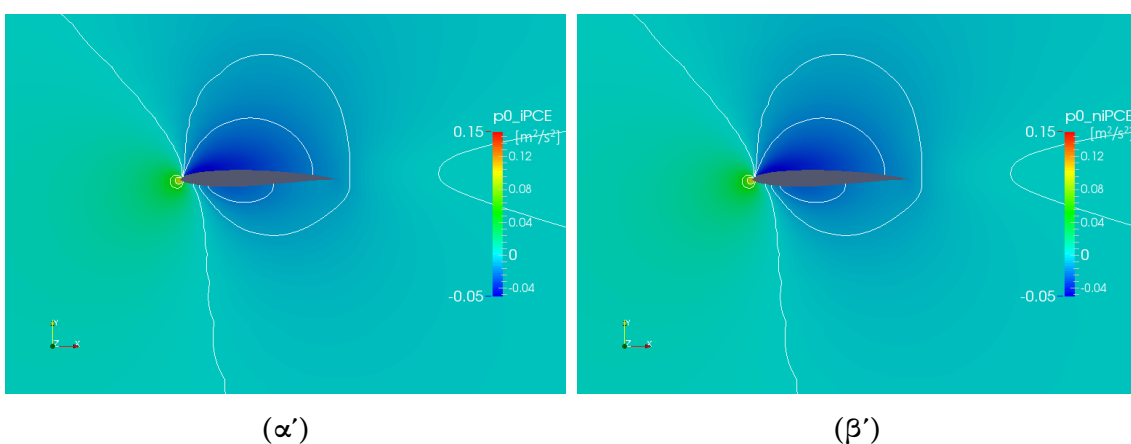 p0_iPCE
0.15 [m²/s²]
0.12
0.08
0.04
0
-0.04
-0.05
Y
Z X
p0_niPCE
0.15 [m²/s²]
0.12
0.08
0.04
0
-0.04
-0.05
Y
Z X
(α') (β')